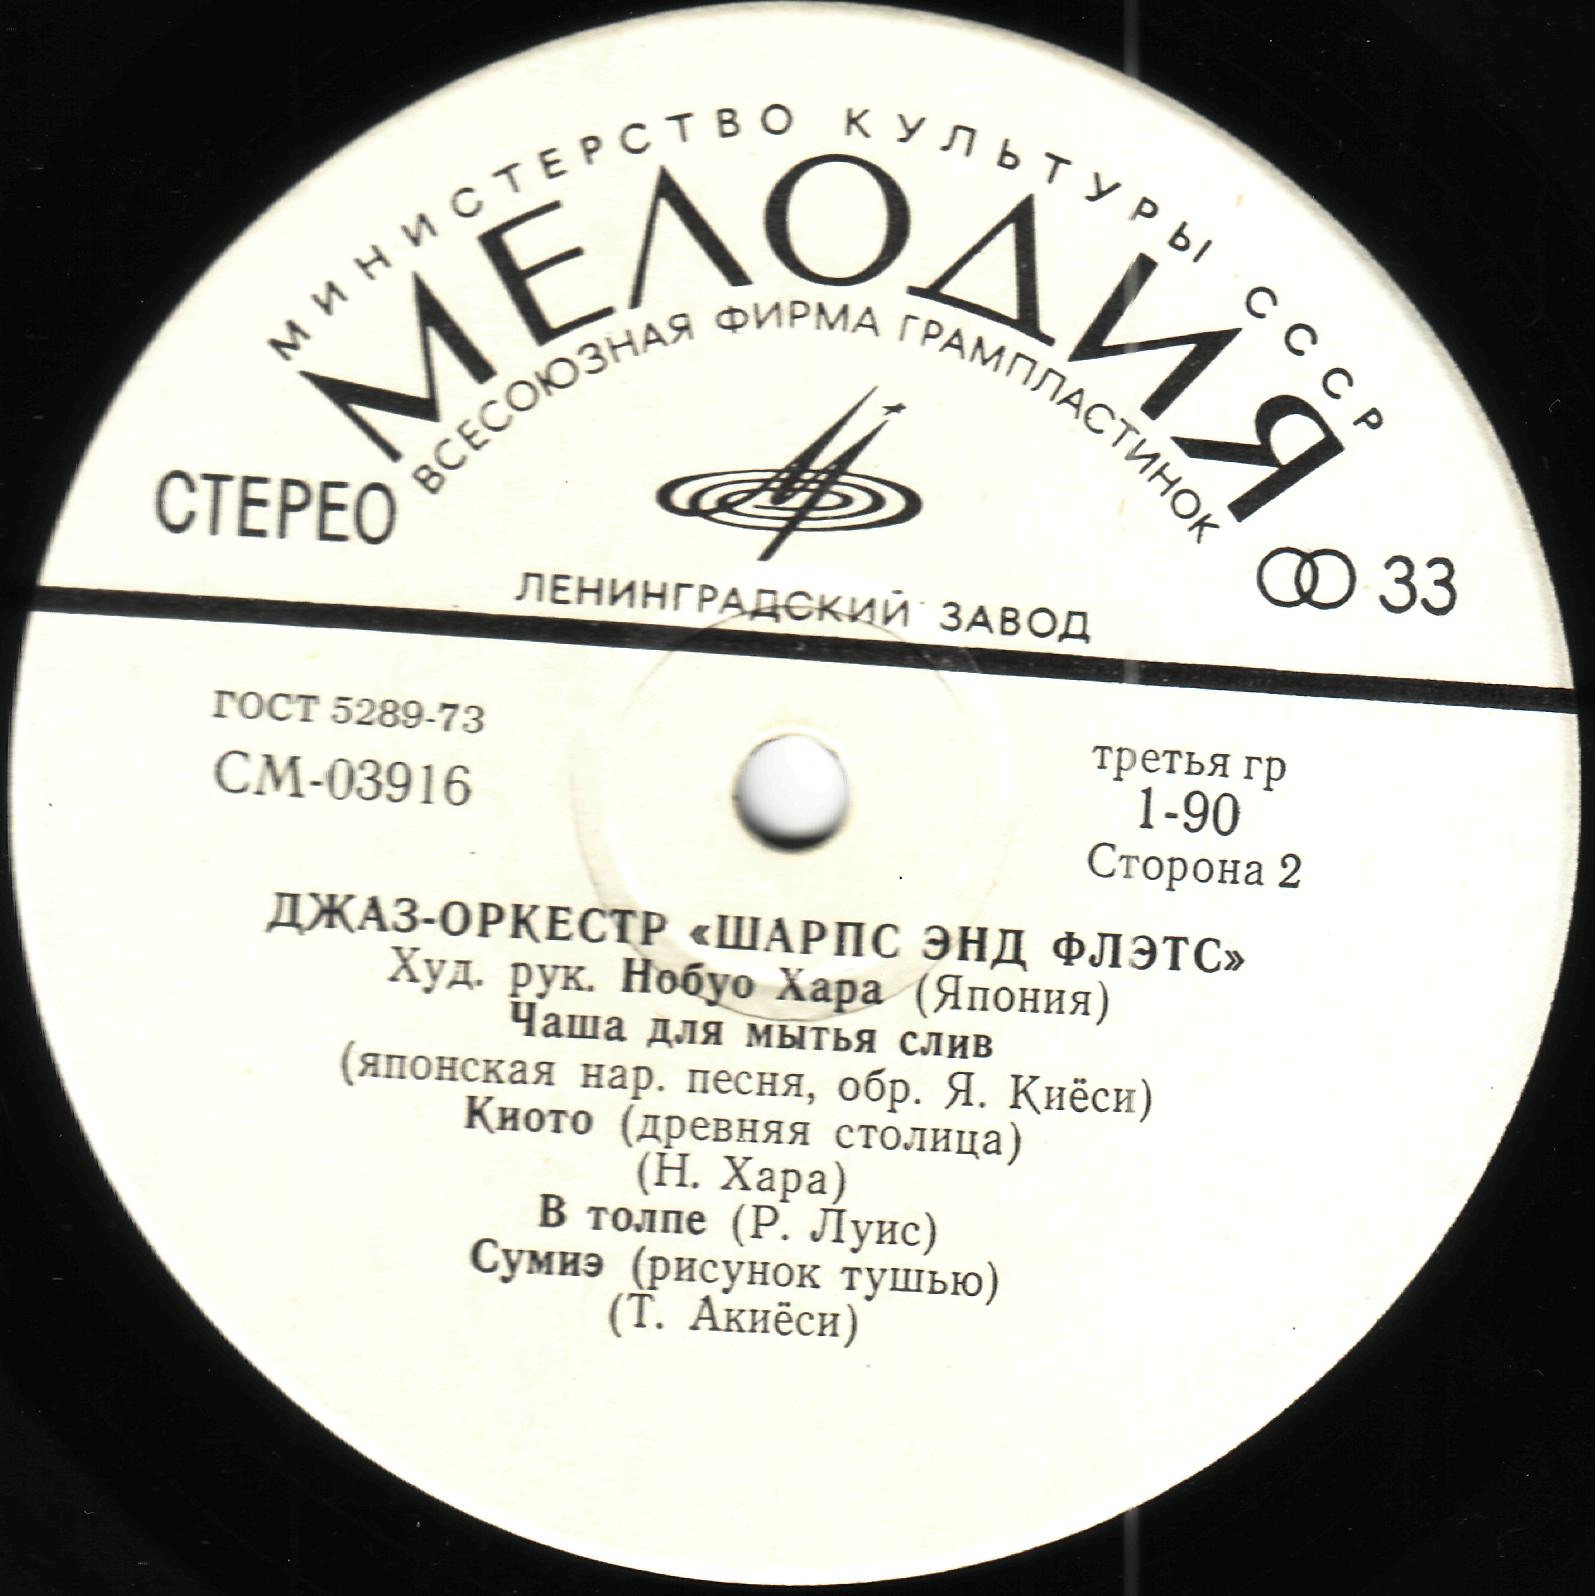 МИНИСТЕРСТВО КУЛЬТУРЫ СССР
МЕЛОДИЯ
ВСЕСОЮЗНАЯ ФИРМА ГРАМПЛАСТИНОК
СТЕРЕО
33
ЛЕНИНГРАДСКИЙ ЗАВОД
ГОСТ 5289-73
СМ-03916
третья гр
1-90
Сторона 2
ДЖАЗ-ОРКЕСТР «ШАРПС ЭНД ФЛЭТС»
Худ. рук. Нобуо Хара (Япония)
Чаша для мытья слив
(японская нар. песня, обр. Я. Киёси)
Киото (древняя столица)
(Н. Хара)
В толпе (Р. Луис)
Сумиэ (рисунок тушью)
(Т. Акиёси)